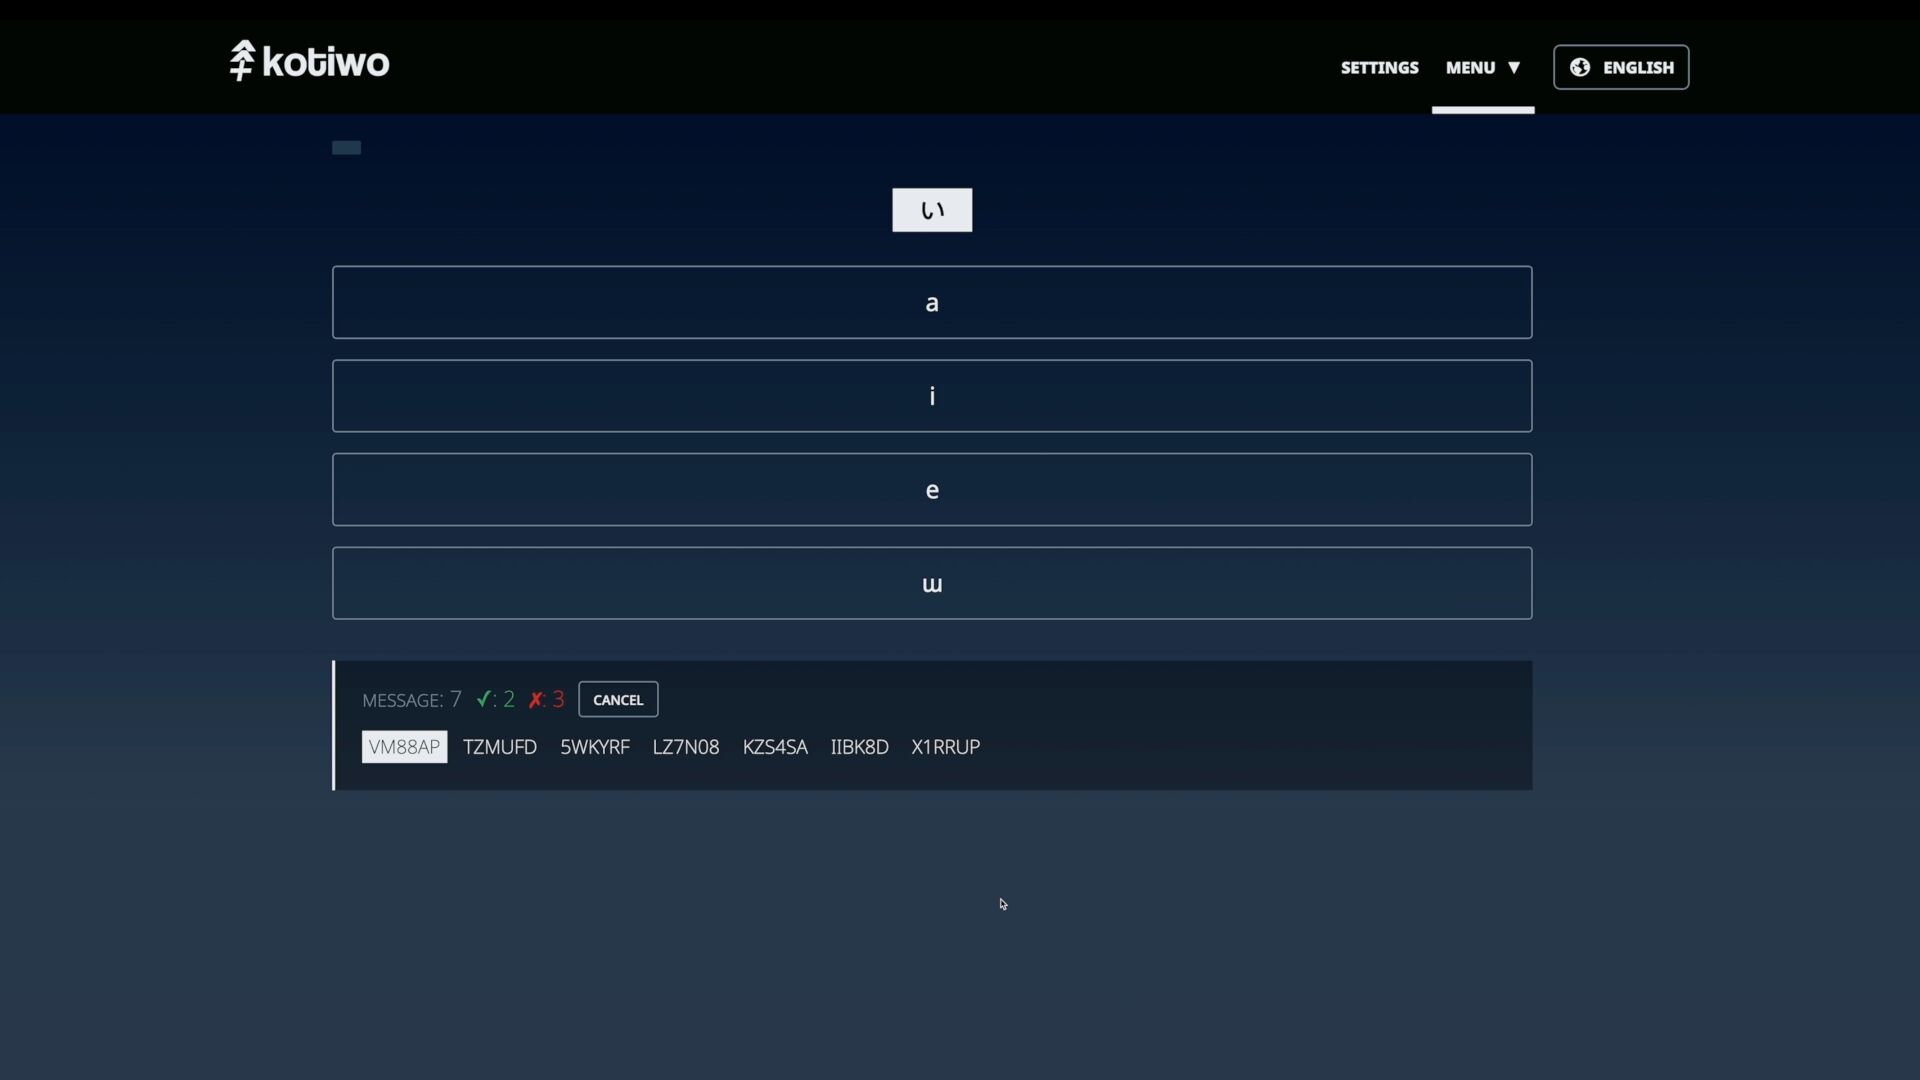 kotiwo
SETTINGS MENU ▼ ENGLISH
い
a
i
e
ɯ
MESSAGE: 7 ✓: 2 ✗: 3 CANCEL
VM88AP TZMUFD 5WKYRF LZ7N08 KZS4SA IIBK8D X1RRUP